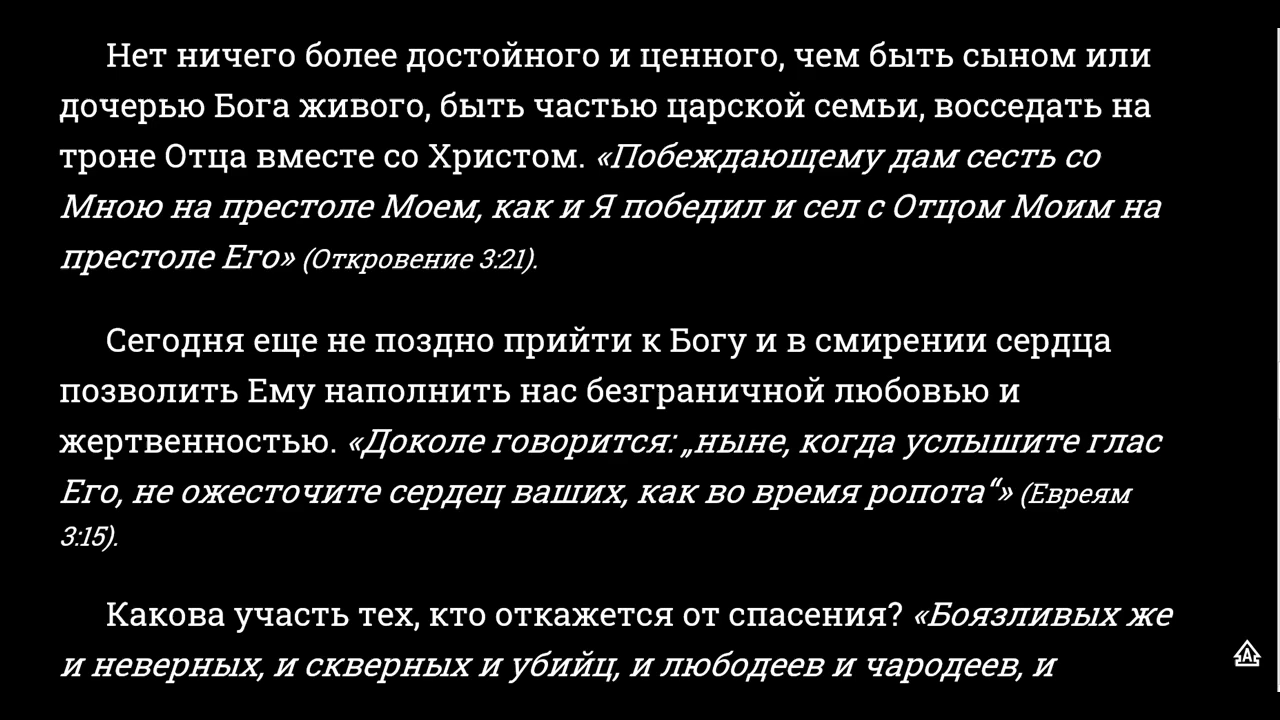 Нет ничего более достойного и ценного, чем быть сыном или
дочерью Бога живого, быть частью царской семьи, восседать на
троне Отца вместе со Христом. «Побеждающему дам сесть со
Мною на престоле Моем, как и Я победил и сел с Отцом Моим на
престоле Его» (Откровение 3:21).
Сегодня еще не поздно прийти к Богу и в смирении сердца
позволить Ему наполнить нас безграничной любовью и
жертвенностью. «Доколе говорится: „ныне, когда услышите глас
Его, не ожесточите сердец ваших, как во время ропота“» (Евреям
3:15).
Какова участь тех, кто откажется от спасения? «Боязливых же
и неверных, и скверных и убийц, и любодеев и чародеев, и
A